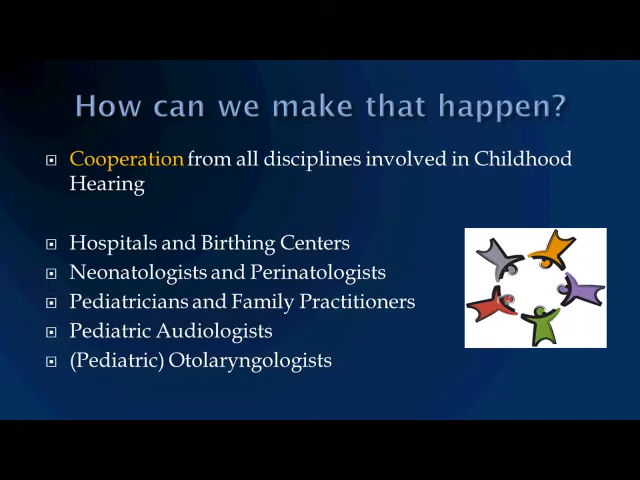 How can we make that happen?
Cooperation from all disciplines involved in Childhood
Hearing
Hospitals and Birthing Centers
Neonatologists and Perinatologists
Pediatricians and Family Practitioners
Pediatric Audiologists
(Pediatric) Otolaryngologists